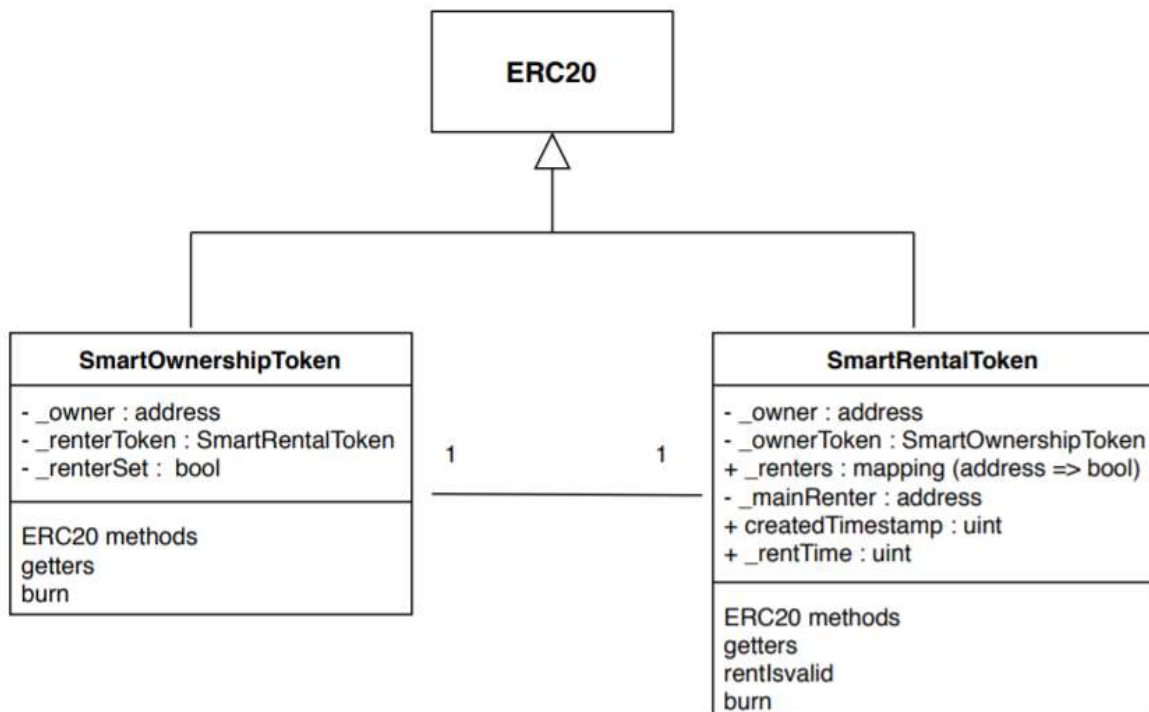 ERC20
SmartOwnershipToken
- _owner : address
- _renterToken : SmartRentalToken
- _renterSet :  bool
ERC20 methods
getters
burn
1
1
SmartRentalToken
- _owner : address
- _ownerToken : SmartOwnershipToken
+ _renters : mapping (address => bool)
- _mainRenter : address
+ createdTimestamp : uint
+ _rentTime : uint
ERC20 methods
getters
rentIsvalid
burn